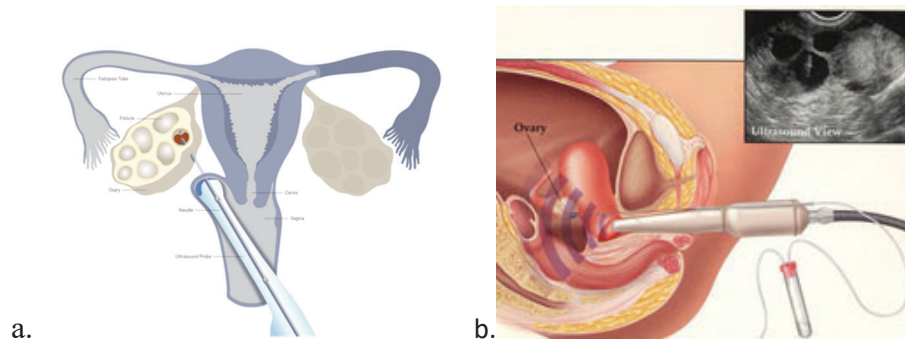 Fallopian Tube
Uterus
Follicle
Ovary
Cervix
Needle
Vagina
Ultrasound Probe
a.
Ovary
Ultrasound View
b.